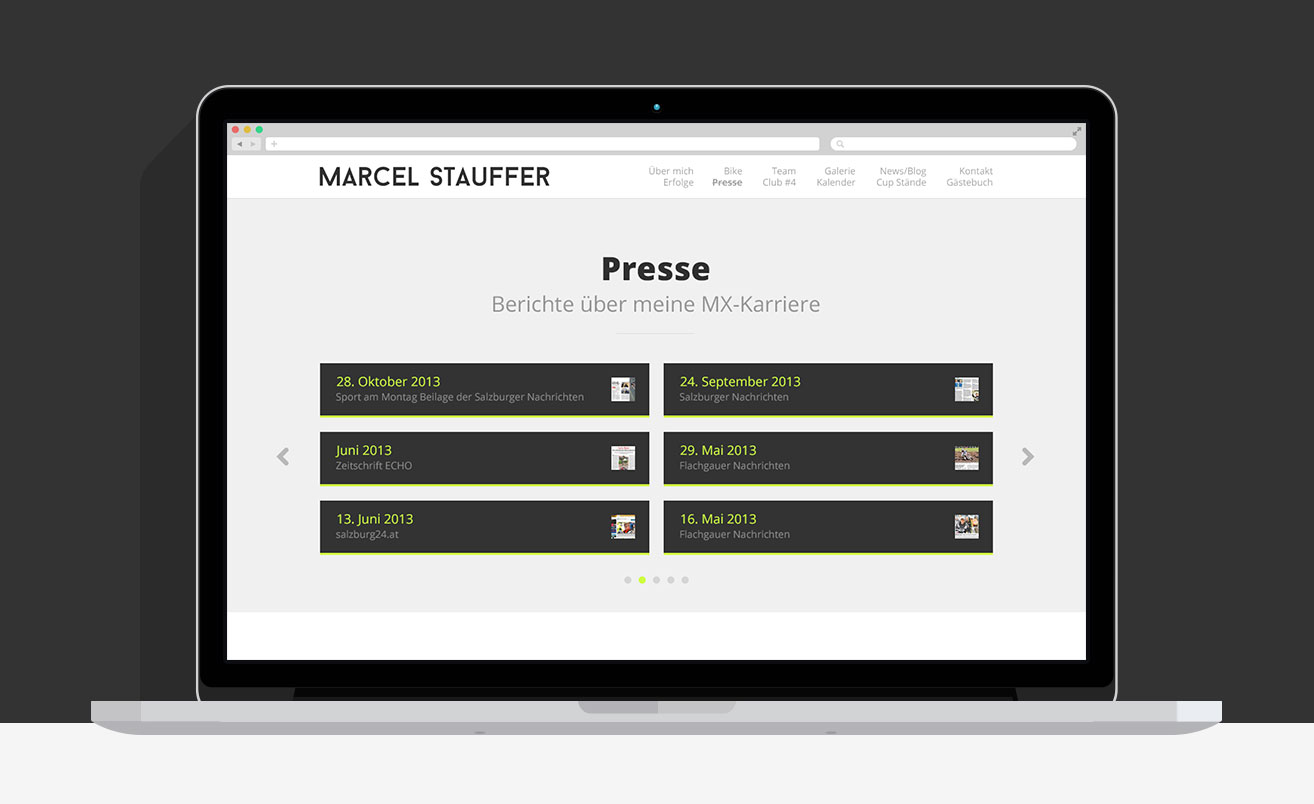 MARCEL STAUFFER
Über mich
Erfolge
Bike
Presse
Team
Club #4
Galerie
Kalender
News/Blog
Cup Stände
Kontakt
Gästebuch
Presse
Berichte über meine MX-Karriere
28. Oktober 2013
Sport am Montag Beilage der Salzburger Nachrichten
24. September 2013
Salzburger Nachrichten
Juni 2013
Zeitschrift ECHO
29. Mai 2013
Flachgauer Nachrichten
13. Juni 2013
salzburg24.at
16. Mai 2013
Flachgauer Nachrichten